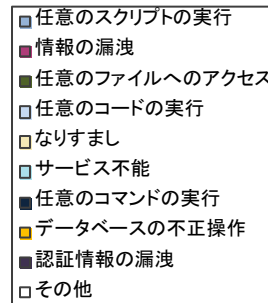 任意のスクリプトの実行
情報の漏洩
任意のファイルへのアクセス
任意のコードの実行
なりすまし
サービス不能
任意のコマンドの実行
データベースの不正操作
認証情報の漏洩
その他